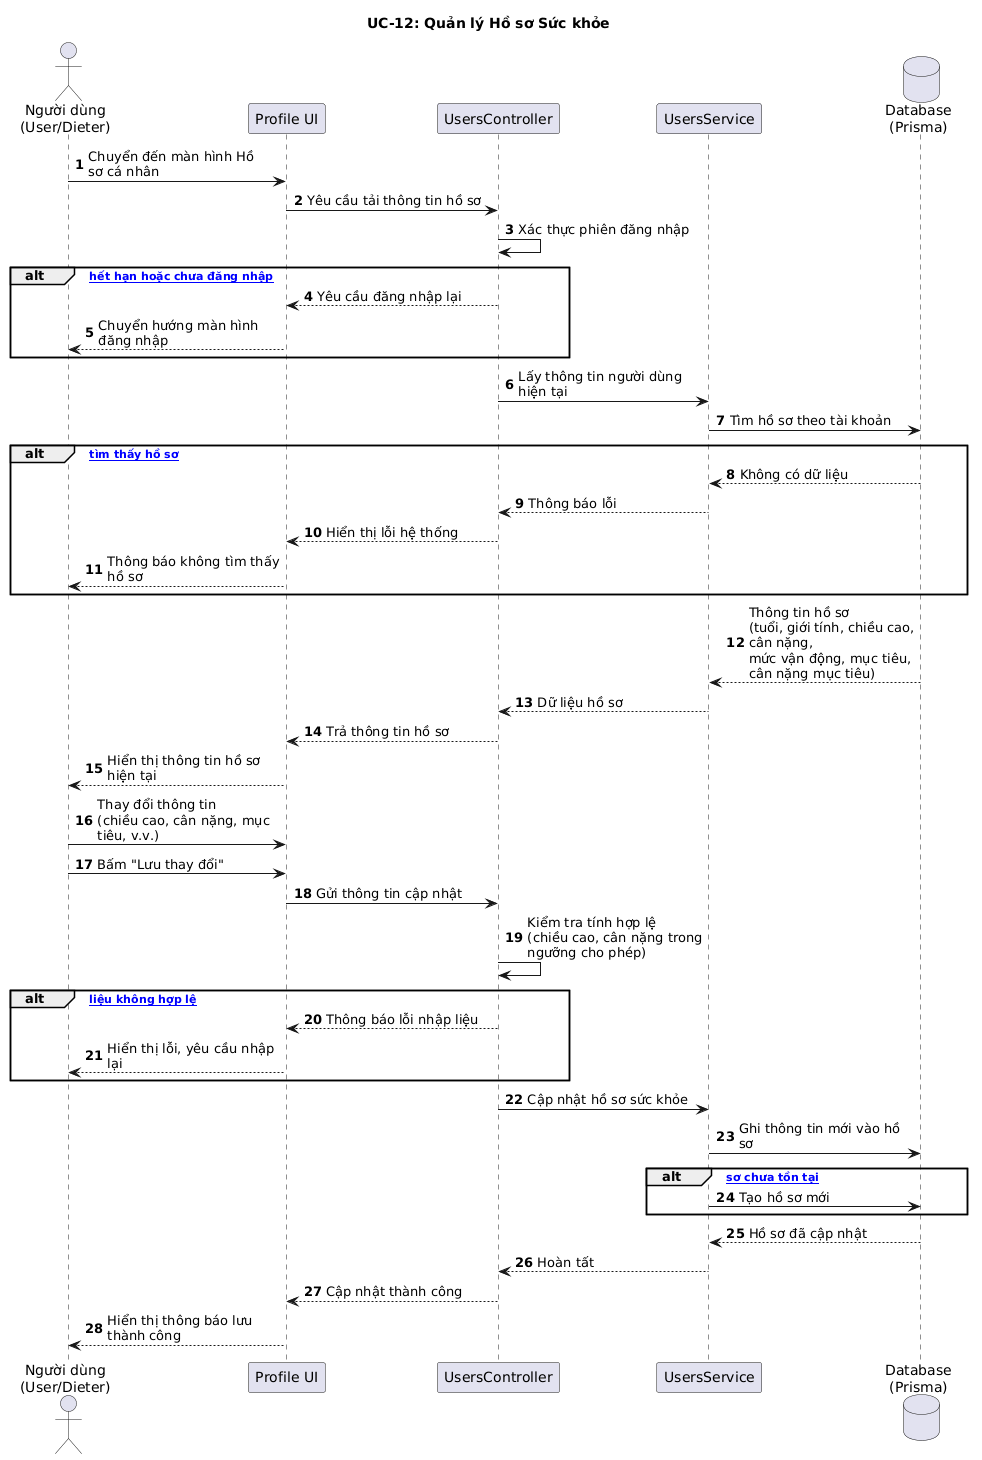 UC-12: Quản lý Hồ sơ Sức khỏe
Người dùng
(User/Dieter)
Profile UI
UsersController
UsersService
Database
(Prisma)
1 Chuyển đến màn hình Hồ
sơ cá nhân
2 Yêu cầu tải thông tin hồ sơ
3 Xác thực phiên đăng nhập
alt hết hạn hoặc chưa đăng nhập
4 Yêu cầu đăng nhập lại
5 Chuyển hướng màn hình
đăng nhập
6 Lấy thông tin người dùng
hiện tại
7 Tìm hồ sơ theo tài khoản
alt tìm thấy hồ sơ
8 Không có dữ liệu
9 Thông báo lỗi
10 Hiển thị lỗi hệ thống
11 Thông báo không tìm thấy
hồ sơ
12 Thông tin hồ sơ
(tuổi, giới tính, chiều cao,
cân nặng,
mức vận động, mục tiêu,
cân nặng mục tiêu)
13 Dữ liệu hồ sơ
14 Trả thông tin hồ sơ
15 Hiển thị thông tin hồ sơ
hiện tại
16 Thay đổi thông tin
(chiều cao, cân nặng, mục
tiêu, v.v.)
17 Bấm "Lưu thay đổi"
18 Gửi thông tin cập nhật
19 Kiểm tra tính hợp lệ
(chiều cao, cân nặng trong
ngưỡng cho phép)
alt liệu không hợp lệ
20 Thông báo lỗi nhập liệu
21 Hiển thị lỗi, yêu cầu nhập
lại
22 Cập nhật hồ sơ sức khỏe
23 Ghi thông tin mới vào hồ
sơ
alt sơ chưa tồn tại
24 Tạo hồ sơ mới
25 Hồ sơ đã cập nhật
26 Hoàn tất
27 Cập nhật thành công
28 Hiển thị thông báo lưu
thành công
Người dùng
(User/Dieter)
Profile UI
UsersController
UsersService
Database
(Prisma)